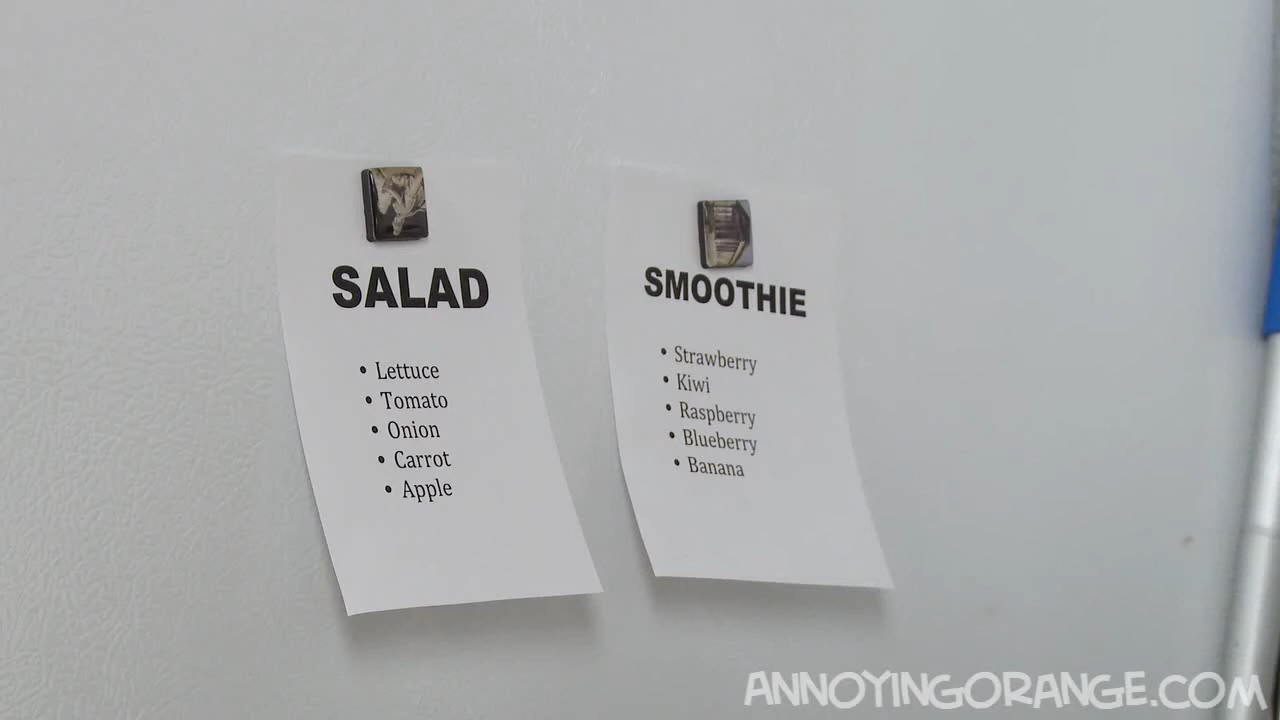 SALAD
• Lettuce
• Tomato
• Onion
• Carrot
• Apple
SMOOTHIE
• Strawberry
• Kiwi
• Raspberry
• Blueberry
• Banana
ANNOYINGORANGE.COM